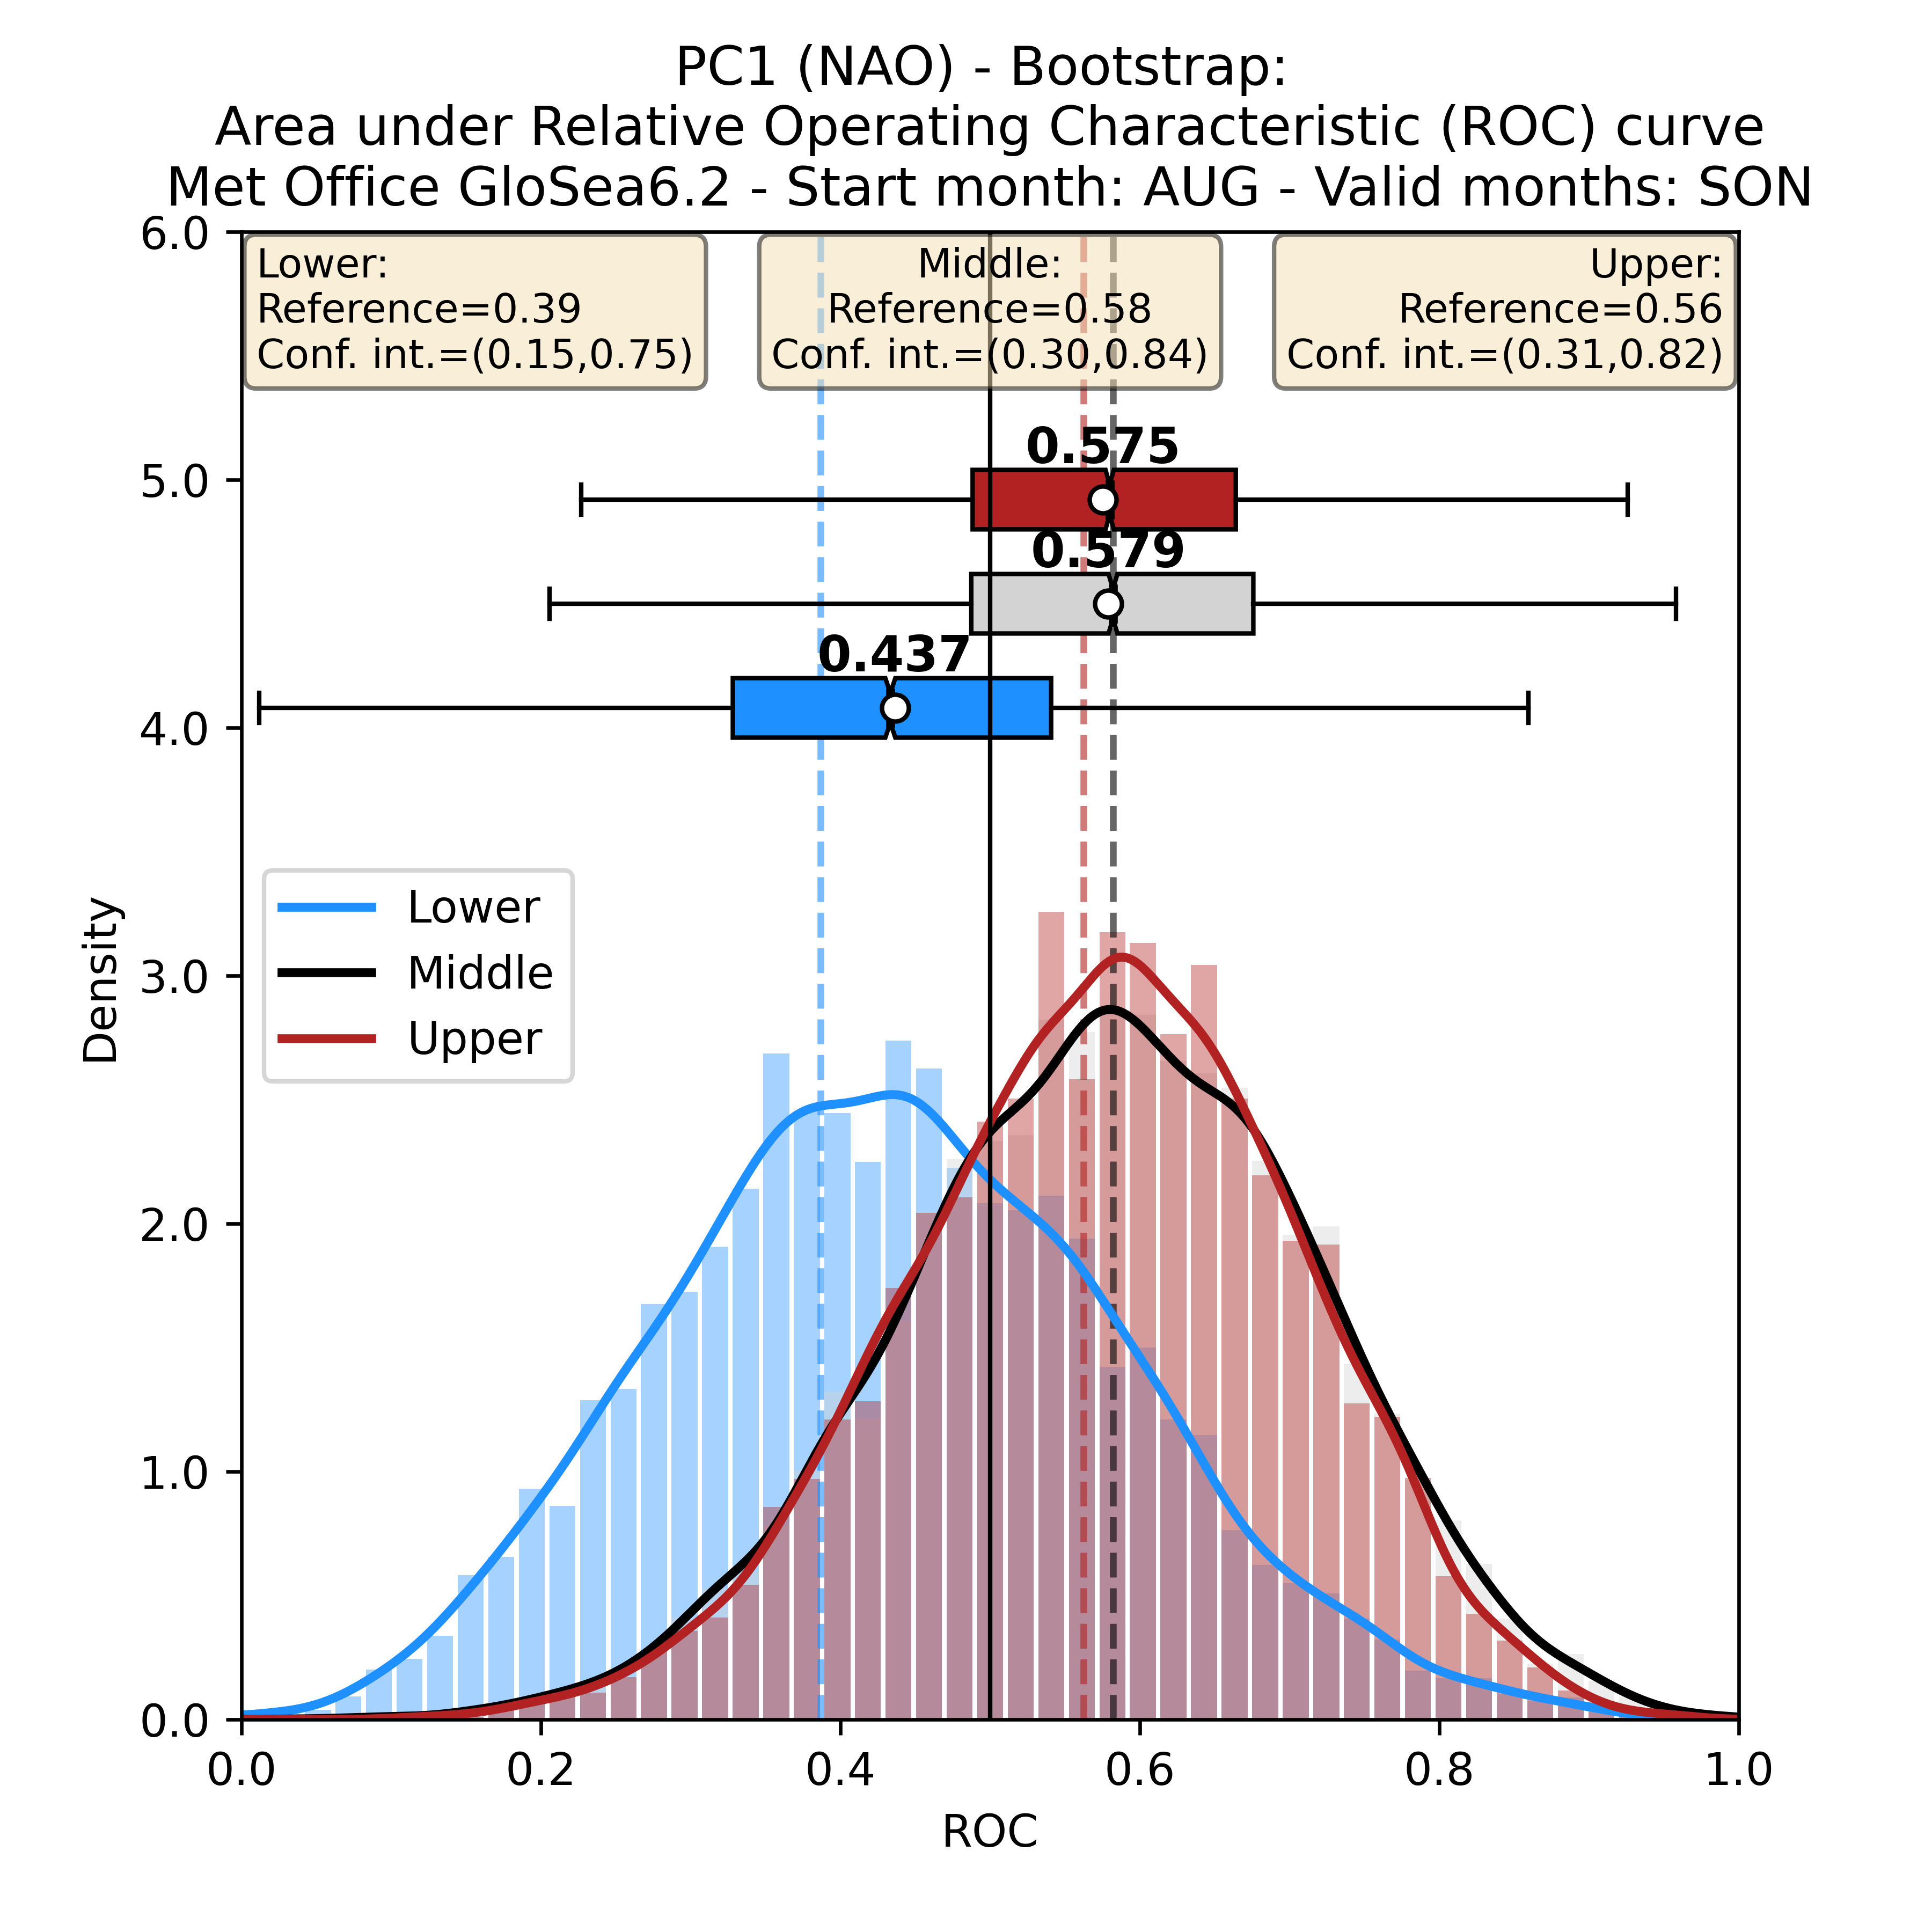 PC1 (NAO) - Bootstrap:
Area under Relative Operating Characteristic (ROC) curve
Met Office GloSea6.2 - Start month: AUG - Valid months: SON
Lower:
Reference=0.39
Conf. int.=(0.15,0.75)
Middle:
Reference=0.58
Conf. int.=(0.30,0.84)
Upper:
Reference=0.56
Conf. int.=(0.31,0.82)
0.575
0.579
0.437
Lower
Middle
Upper
Density
6.0
5.0
4.0
3.0
2.0
1.0
0.0
0.0 0.2 0.4 0.6 0.8 1.0
ROC